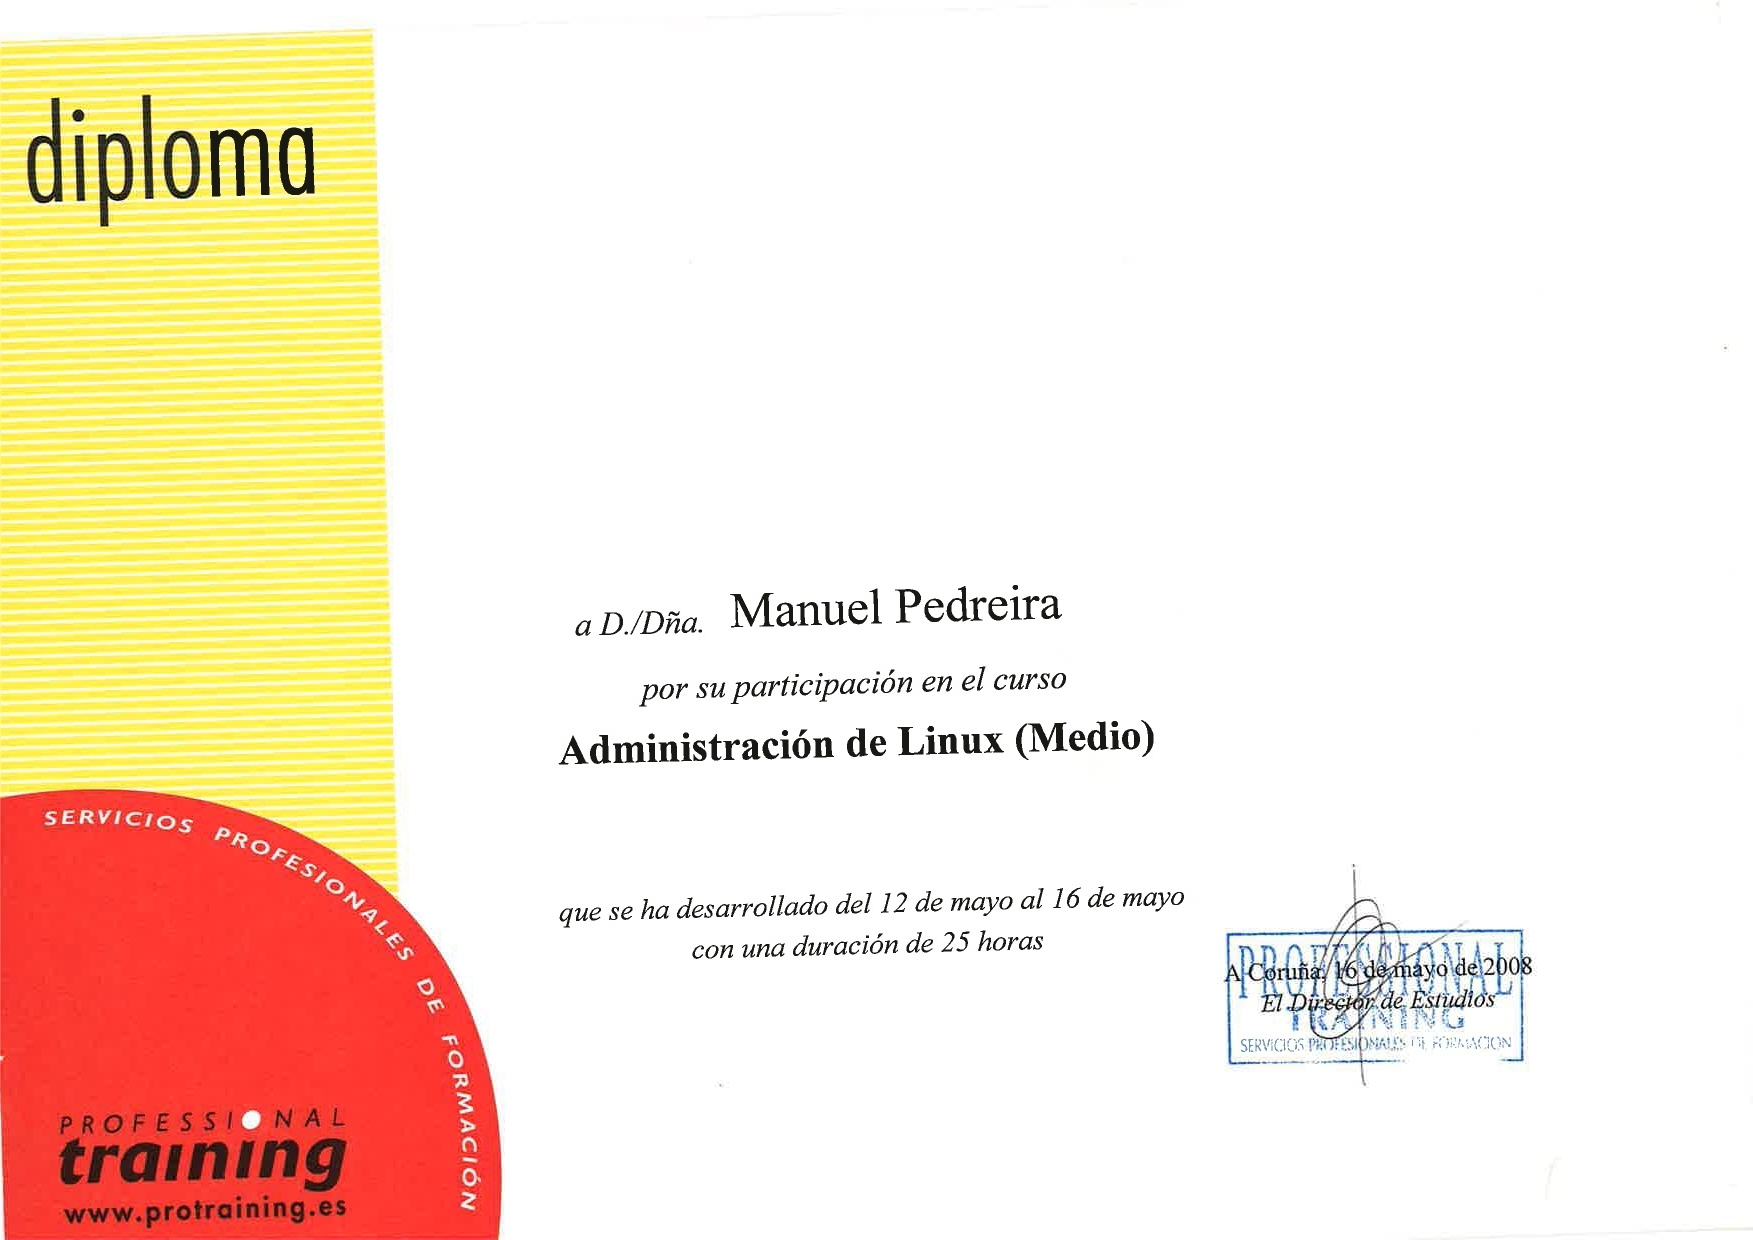 diploma
a D./Dña. Manuel Pedreira
por su participación en el curso
Administración de Linux (Medio)
que se ha desarrollado del 12 de mayo al 16 de mayo
con una duración de 25 horas
PROFESSIONAL
A Coruña, 16 de mayo de 2008
El Director de Estudios
TRAINING
SERVICIOS PROFESIONALES DE FORMACION
SERVICIOS PROFESIONALES DE FORMACIÓN
PROFESSIONAL
training
www.protraining.es